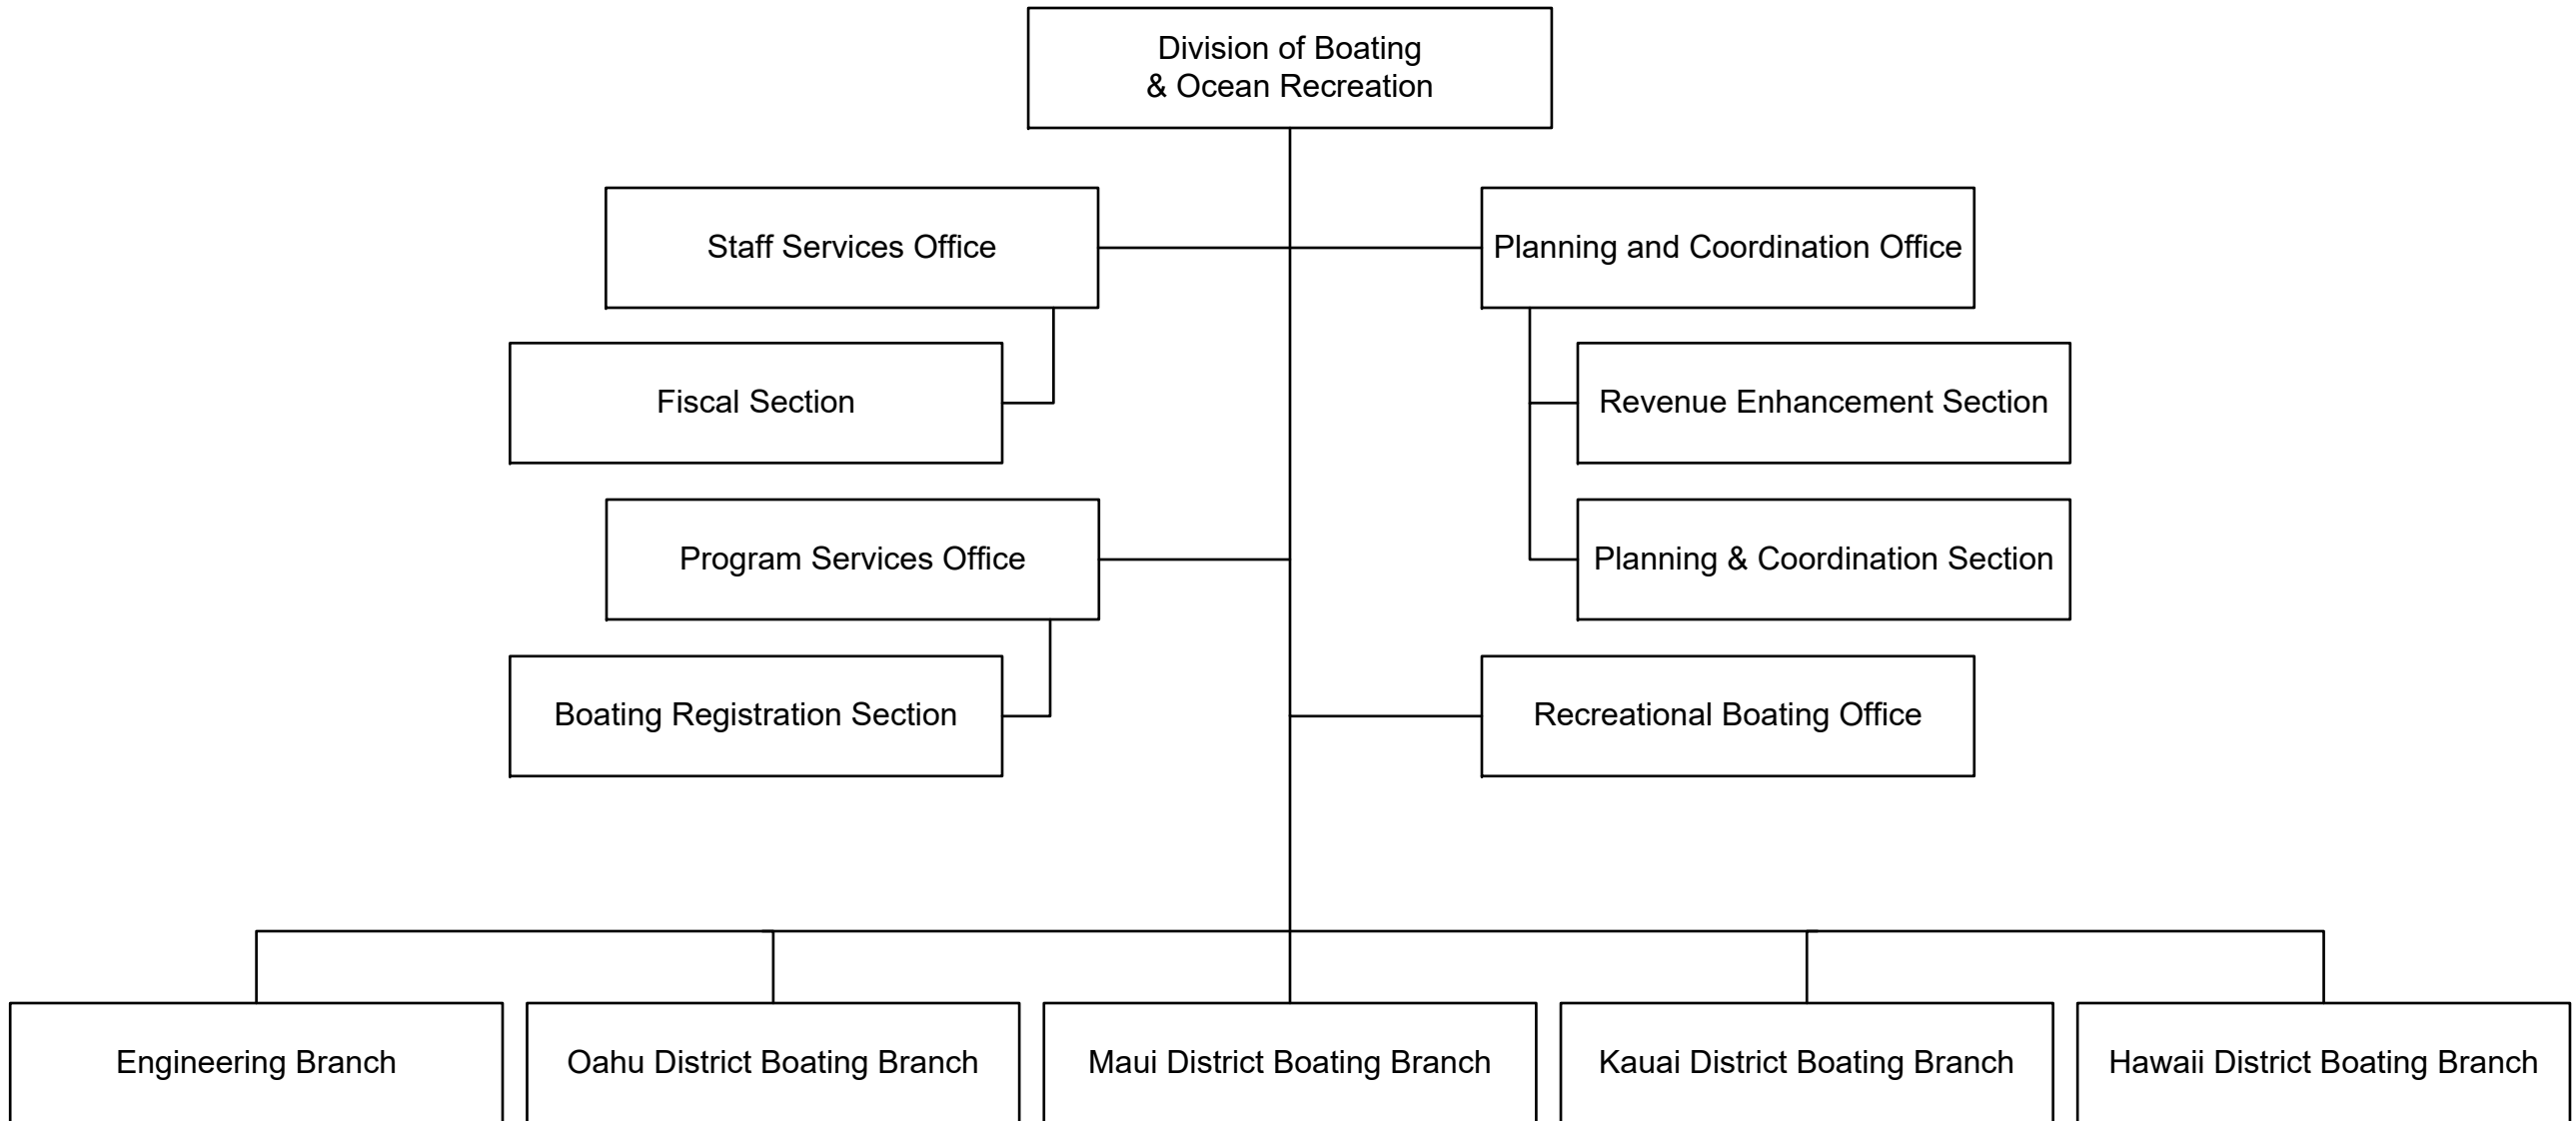 Division of Boating
& Ocean Recreation
Staff Services Office
Planning and Coordination Office
Fiscal Section
Revenue Enhancement Section
Program Services Office
Planning & Coordination Section
Boating Registration Section
Recreational Boating Office
Engineering Branch
Oahu District Boating Branch
Maui District Boating Branch
Kauai District Boating Branch
Hawaii District Boating Branch